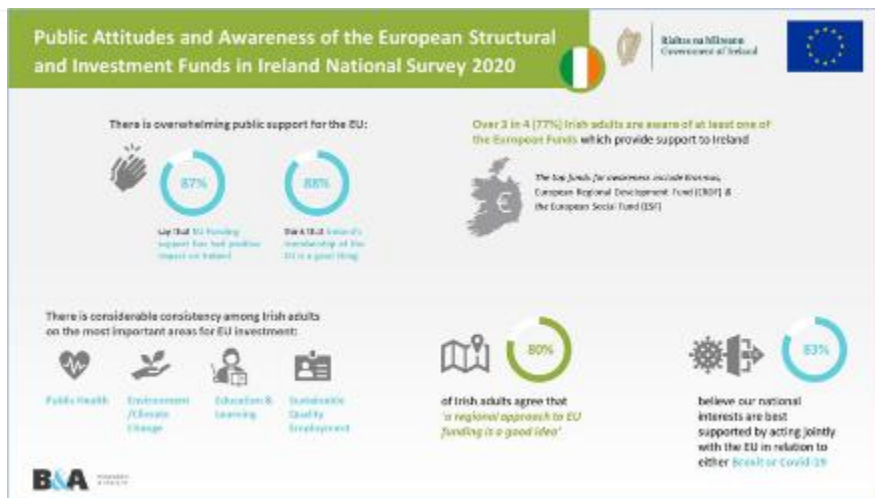 Public Attitudes and Awareness of the European Structural
and Investment Funds in Ireland National Survey 2020
Rialtas na hÉireann
Government of Ireland
There is overwhelming public support for the EU:
87%
88%
say that EU Funding
support has had positive
impact on Ireland
think that Ireland's
membership of the
EU is a good thing
Over 3 in 4 (77%) Irish adults are aware of at least one of
the European Funds which provide support to Ireland
The top funds for awareness include Erasmus,
European Regional Development Fund (ERDF) &
the European Social Fund (ESF)
€
There is considerable consistency among Irish adults
on the most important areas for EU investment:
Public Health
Environment
/Climate
Change
Education &
Learning
Sustainable
Quality
Employment
80%
of Irish adults agree that
'a regional approach to EU
funding is a good idea'
83%
believe our national
interests are best
supported by acting jointly
with the EU in relation to
either Brexit or Covid-19
B&A